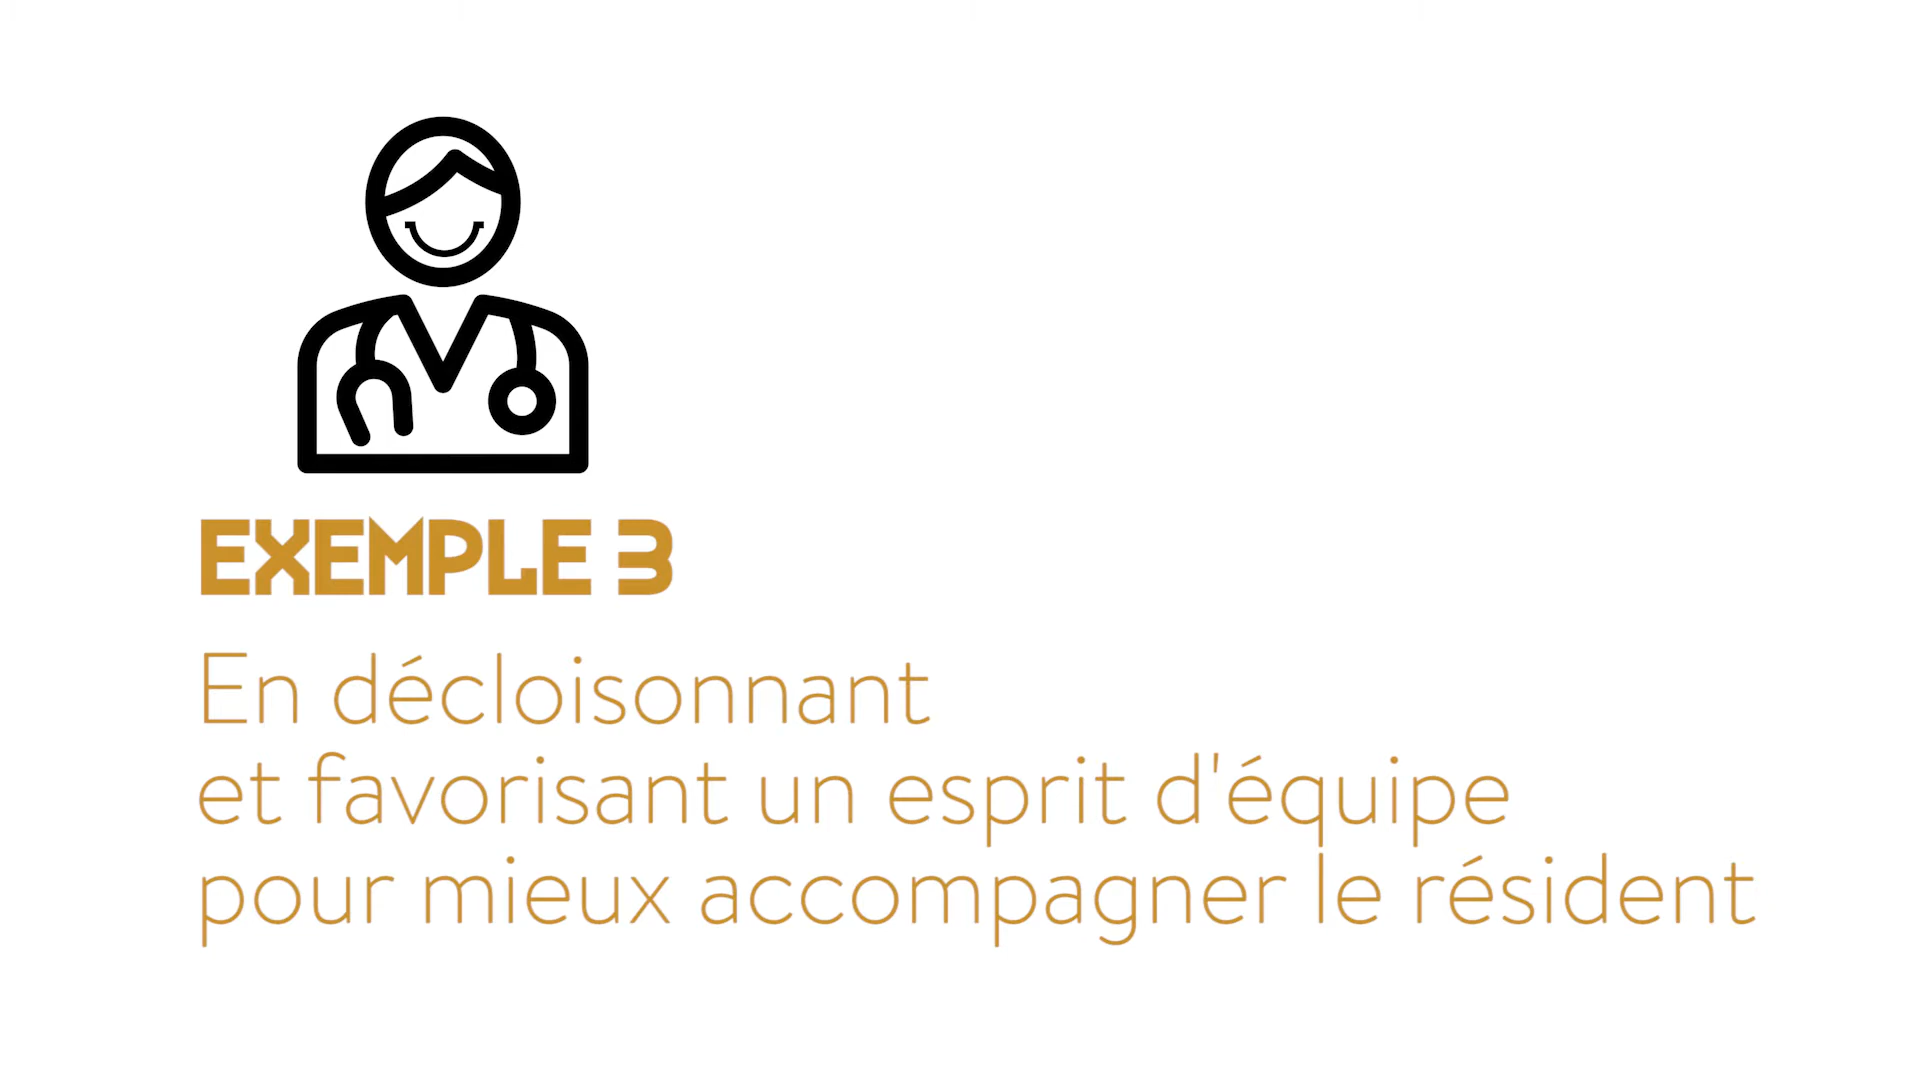 EXEMPLE 3
En décloisonnant
et favorisant un esprit d'équipe
pour mieux accompagner le résident